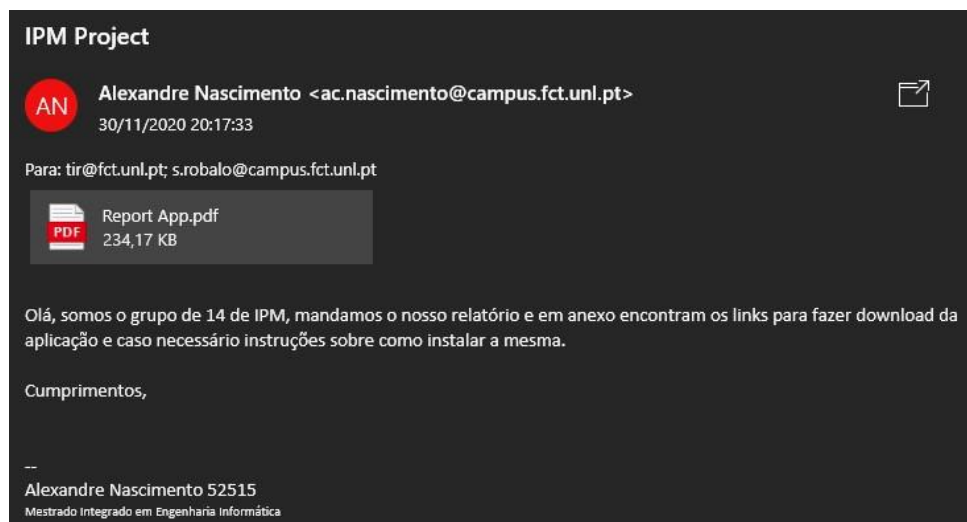 IPM Project
AN
Alexandre Nascimento <ac.nascimento@campus.fct.unl.pt>
30/11/2020 20:17:33
Para: tir@fct.unl.pt; s.robalo@campus.fct.unl.pt
PDF
Report App.pdf
234,17 KB
Olá, somos o grupo de 14 de IPM, mandamos o nosso relatório e em anexo encontram os links para fazer download da
aplicação e caso necessário instruções sobre como instalar a mesma.
Cumprimentos,
--
Alexandre Nascimento 52515
Mestrado Integrado em Engenharia Informática